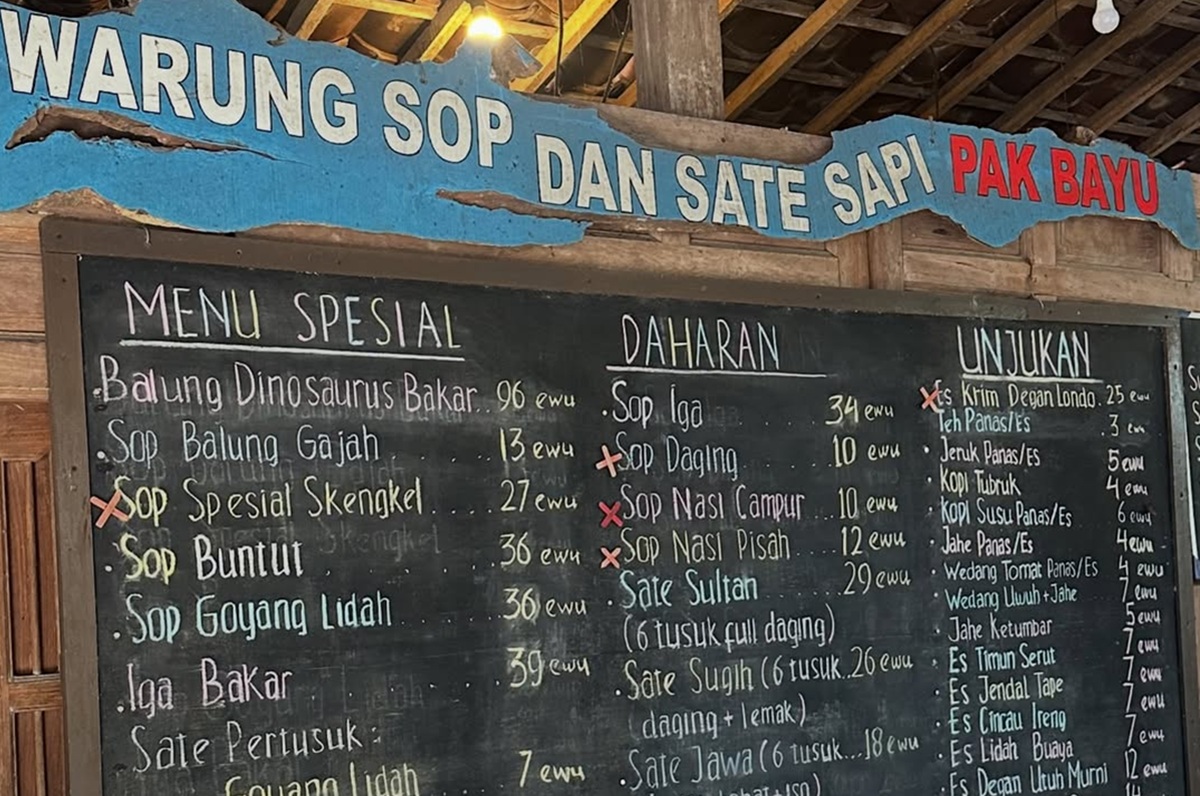 WARUNG SOP DAN SATE SAPI PAK BAYU
MENU SPESIAL
Balung Dinosaurus Bakar.. 96 ewu
Sop Balung Gajah 13 ewu
Sop Spesial Skengkel .... 27 ewu
Sop Buntut 36 ewu
Sop Goyang Lidah 36 ewu
Iga Bakar 39 ewu
Sate Pertusuk :
Goyang Lidah 7 ewu
DAHARAN
Sop Iga 34 ewu
Sop Daging .... 10 ewu
Sop Nasi Campur ... 10 ewu
Sop Nasi Pisah .... 12 ewu
Sate Sultan 29 ewu
(6 tusuk full daging)
Sate Sugih (6 tusuk.. 26 ewu
(daging + lemak)
Sate Jawa (6 tusuk... 18 ewu
UNJUKAN
Es Krim Degan Londo. 25 ewu
Teh Panas/Es . 3 ewu
Jeruk Panas/Es 5 ewu
Kopi Tubruk 4 ewu
Kopi Susu Panas/Es 6 ewu
Jahe Panas/Es 4 ewu
Wedang Tomat Panas/Es 4 ewu
Wedang Uwuh + Jahe 7 ewu
Jahe Ketumbar 5 ewu
Es Timun Serut 7 ewu
Es Jendal Tape 7 ewu
Es Cincau Ireng 7 ewu
Es Lidah Buaya 7 ewu
Es Degan Utuh Murni 12 ewu